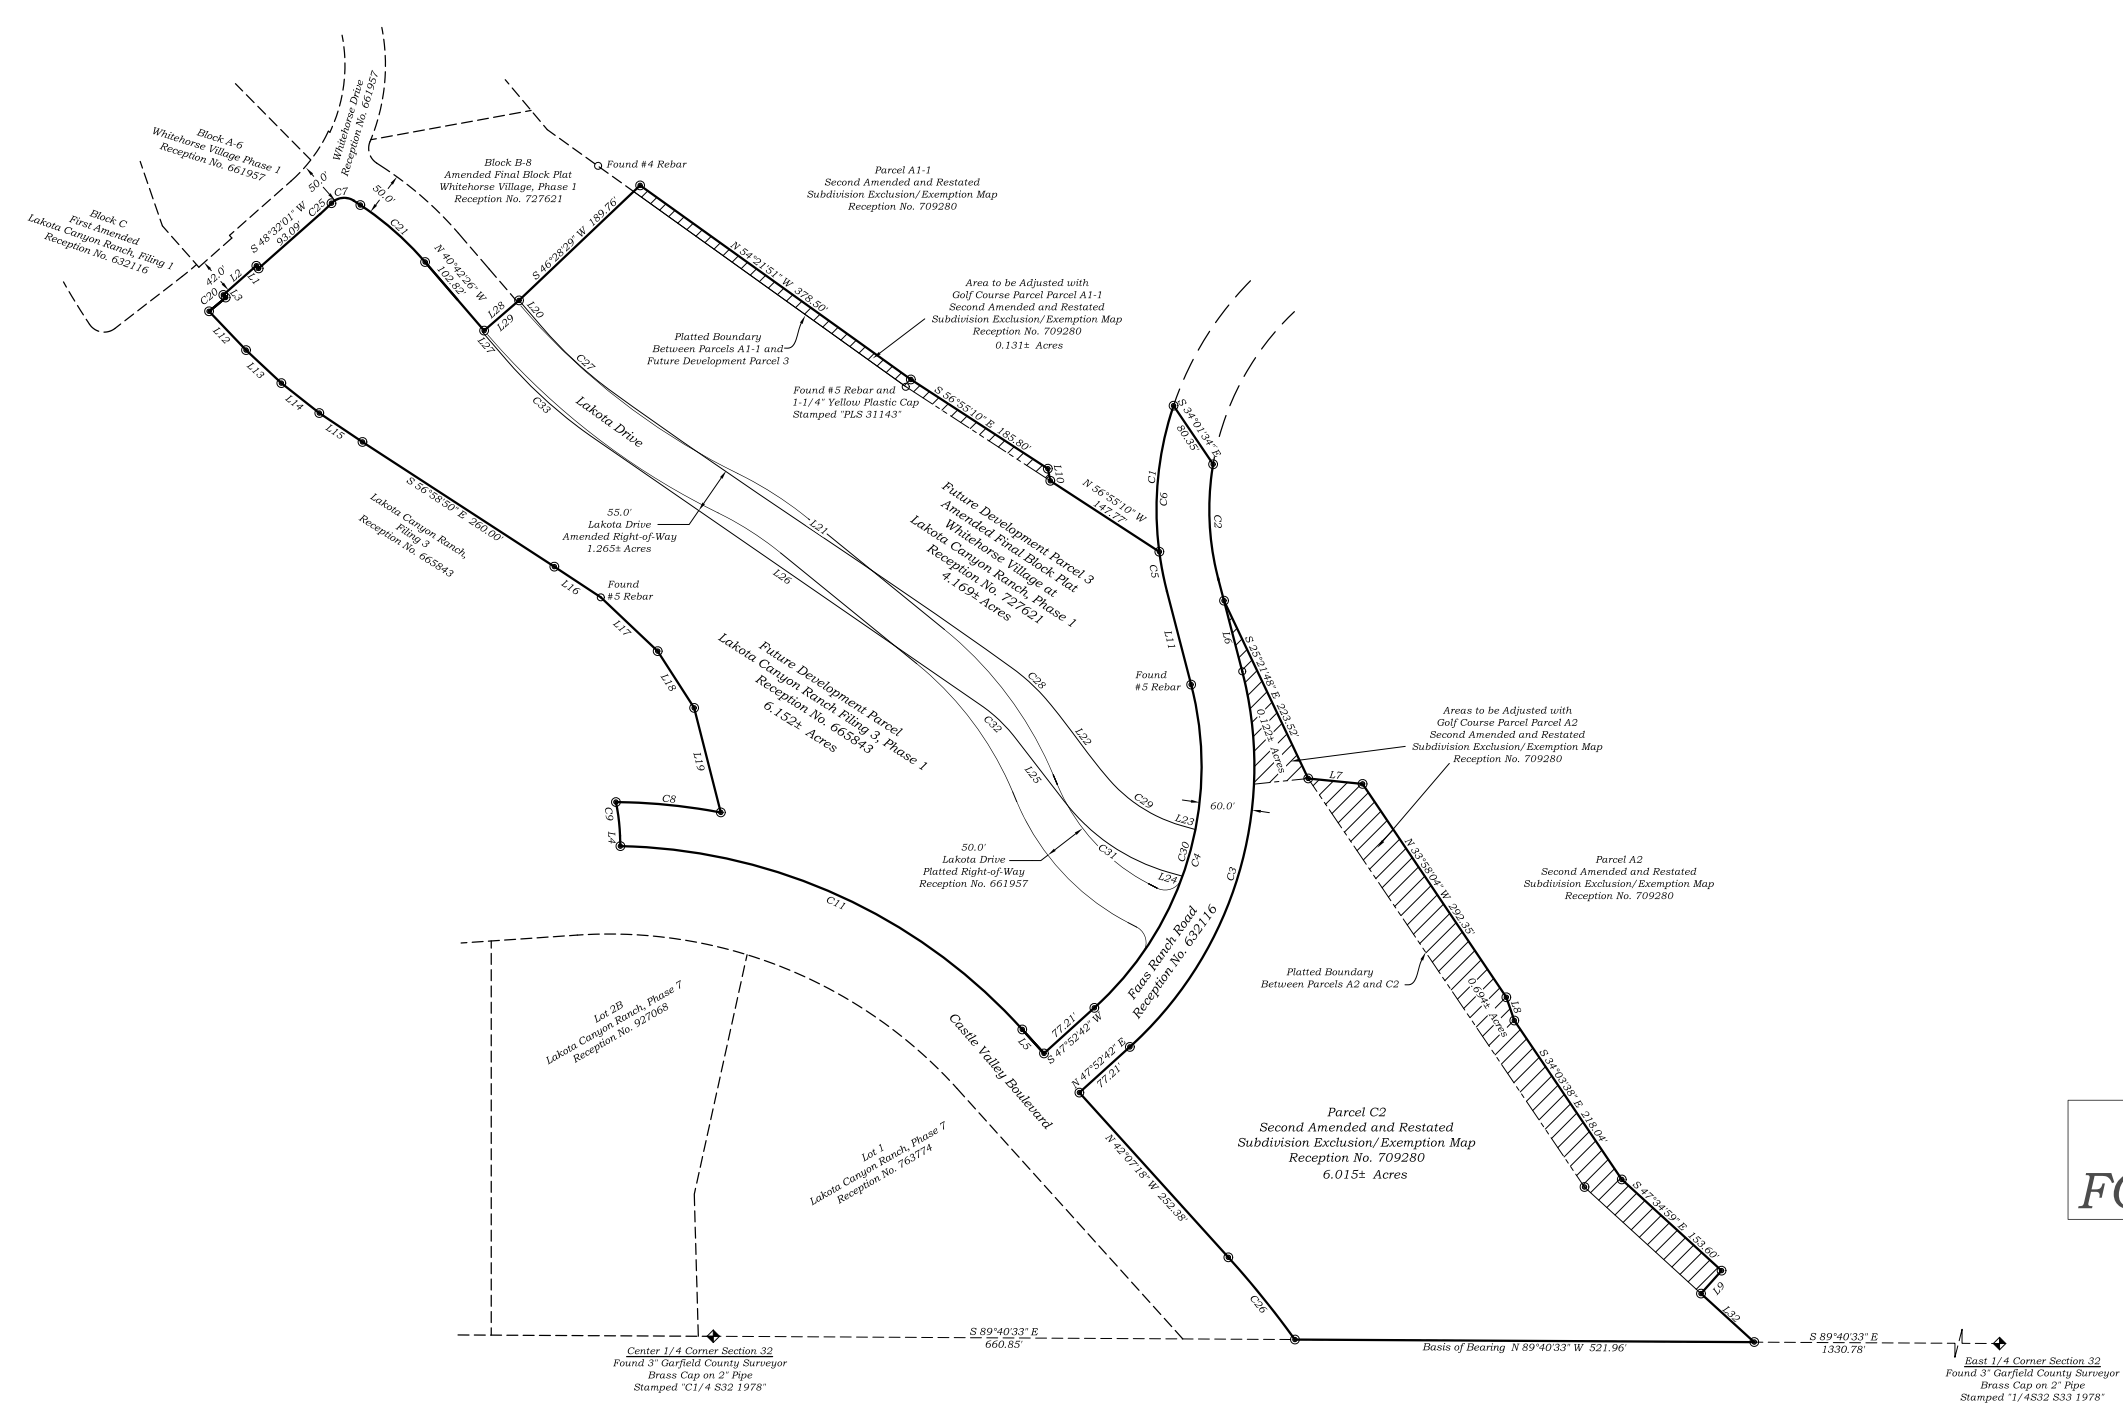 Whitehorse Drive
Reception No. 661957
Block A-6
Whitehorse Village Phase 1
Reception No. 661957
Block C
First Amended
Lakota Canyon Ranch, Filing 1
Reception No. 632116
50.0'
C7
50.0'
S 48°32'01" W
93.09'
C25
C21
42.0'
L2
L1
L3
C20
L12
L13
L14
L15
Block B-8
Amended Final Block Plat
Whitehorse Village, Phase 1
Reception No. 727621
Found #4 Rebar
Parcel A1-1
Second Amended and Restated
Subdivision Exclusion/Exemption Map
Reception No. 709280
S 46°28'29" W 189.76'
N 40°42'26" W
102.82'
L28
L29
L20
L27
C27
C33
Lakota Drive
N 54°21'51" W 378.50'
Area to be Adjusted with
Golf Course Parcel Parcel A1-1
Second Amended and Restated
Subdivision Exclusion/Exemption Map
Reception No. 709280
0.131± Acres
Platted Boundary
Between Parcels A1-1 and
Future Development Parcel 3
Found #5 Rebar and
1-1/4" Yellow Plastic Cap
Stamped "PLS 31143"
S 56°55'10" E 185.80'
L10
N 56°55'10" W
147.77'
S 34°01'34" E
80.35'
C1
C6
C2
C5
L11
L6
S 56°58'50" E 260.00'
Lakota Canyon Ranch,
Filing 3
Reception No. 665843
55.0'
Lakota Drive
Amended Right-of-Way
1.265± Acres
L21
L26
Future Development Parcel 3
Amended Final Block Plat
Whitehorse Village at
Lakota Canyon Ranch, Phase 1
Reception No. 727621
4.169± Acres
L16
Found
#5 Rebar
L17
L18
L19
Future Development Parcel
Lakota Canyon Ranch Filing 3, Phase 1
Reception No. 665843
6.152± Acres
Found
#5 Rebar
S 25°21'48" E 223.52'
0.122± Acres
C28
C32
L22
L25
C29
L23
C30
C4
C31
L24
60.0'
C3
Areas to be Adjusted with
Golf Course Parcel Parcel A2
Second Amended and Restated
Subdivision Exclusion/Exemption Map
Reception No. 709280
L7
C8
C9
L4
C11
50.0'
Lakota Drive
Platted Right-of-Way
Reception No. 661957
N 33°58'04" W 292.35'
Parcel A2
Second Amended and Restated
Subdivision Exclusion/Exemption Map
Reception No. 709280
Faas Ranch Road
Reception No. 632116
Platted Boundary
Between Parcels A2 and C2
0.694± Acres
L8
Lot 2B
Lakota Canyon Ranch, Phase 7
Reception No. 927068
Castle Valley Boulevard
L5
77.21'
S 47°52'42" W
N 47°52'42" E
77.21'
S 34°03'38" E 218.04'
Lot 1
Lakota Canyon Ranch, Phase 7
Reception No. 763774
N 42°07'18" W 252.38'
Parcel C2
Second Amended and Restated
Subdivision Exclusion/Exemption Map
Reception No. 709280
6.015± Acres
S 47°34'59" E 153.60'
L9
L32
C26
FO
S 89°40'33" E
660.85'
Basis of Bearing N 89°40'33" W 521.96'
S 89°40'33" E
1330.78'
Center 1/4 Corner Section 32
Found 3" Garfield County Surveyor
Brass Cap on 2" Pipe
Stamped "C1/4 S32 1978"
East 1/4 Corner Section 32
Found 3" Garfield County Surveyor
Brass Cap on 2" Pipe
Stamped "1/4S32 S33 1978"